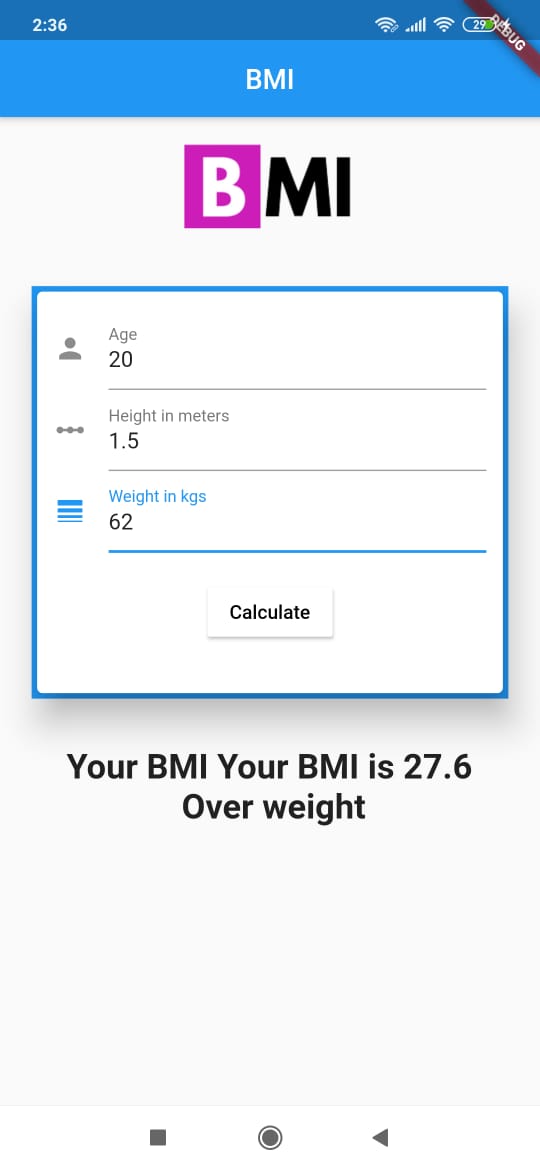 2:36
29
DEBUG
BMI
BMI
Age
20
Height in meters
1.5
Weight in kgs
62
Calculate
Your BMI Your BMI is 27.6
Over weight